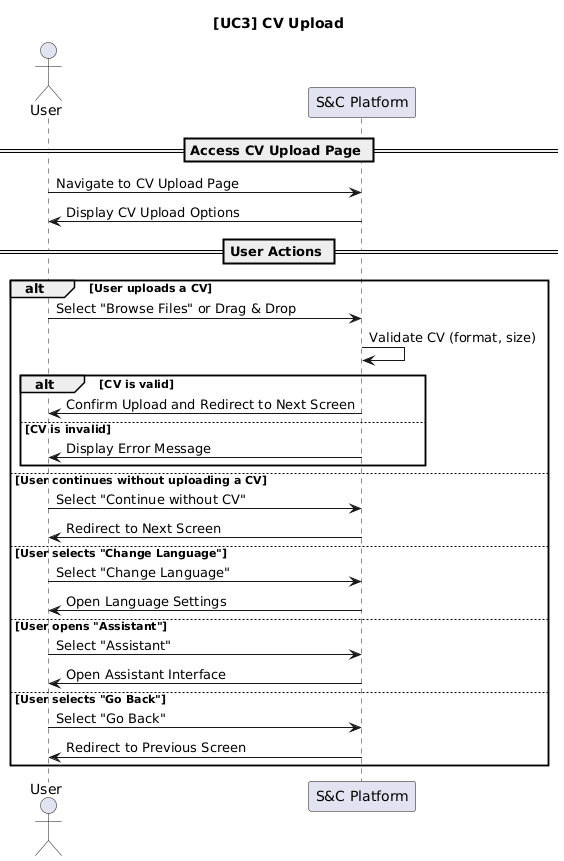 [UC3] CV Upload
User
S&C Platform
Access CV Upload Page
Navigate to CV Upload Page
Display CV Upload Options
User Actions
alt [User uploads a CV]
Select "Browse Files" or Drag & Drop
Validate CV (format, size)
alt [CV is valid]
Confirm Upload and Redirect to Next Screen
[CV is invalid]
Display Error Message
[User continues without uploading a CV]
Select "Continue without CV"
Redirect to Next Screen
[User selects "Change Language"]
Select "Change Language"
Open Language Settings
[User opens "Assistant"]
Select "Assistant"
Open Assistant Interface
[User selects "Go Back"]
Select "Go Back"
Redirect to Previous Screen
User
S&C Platform